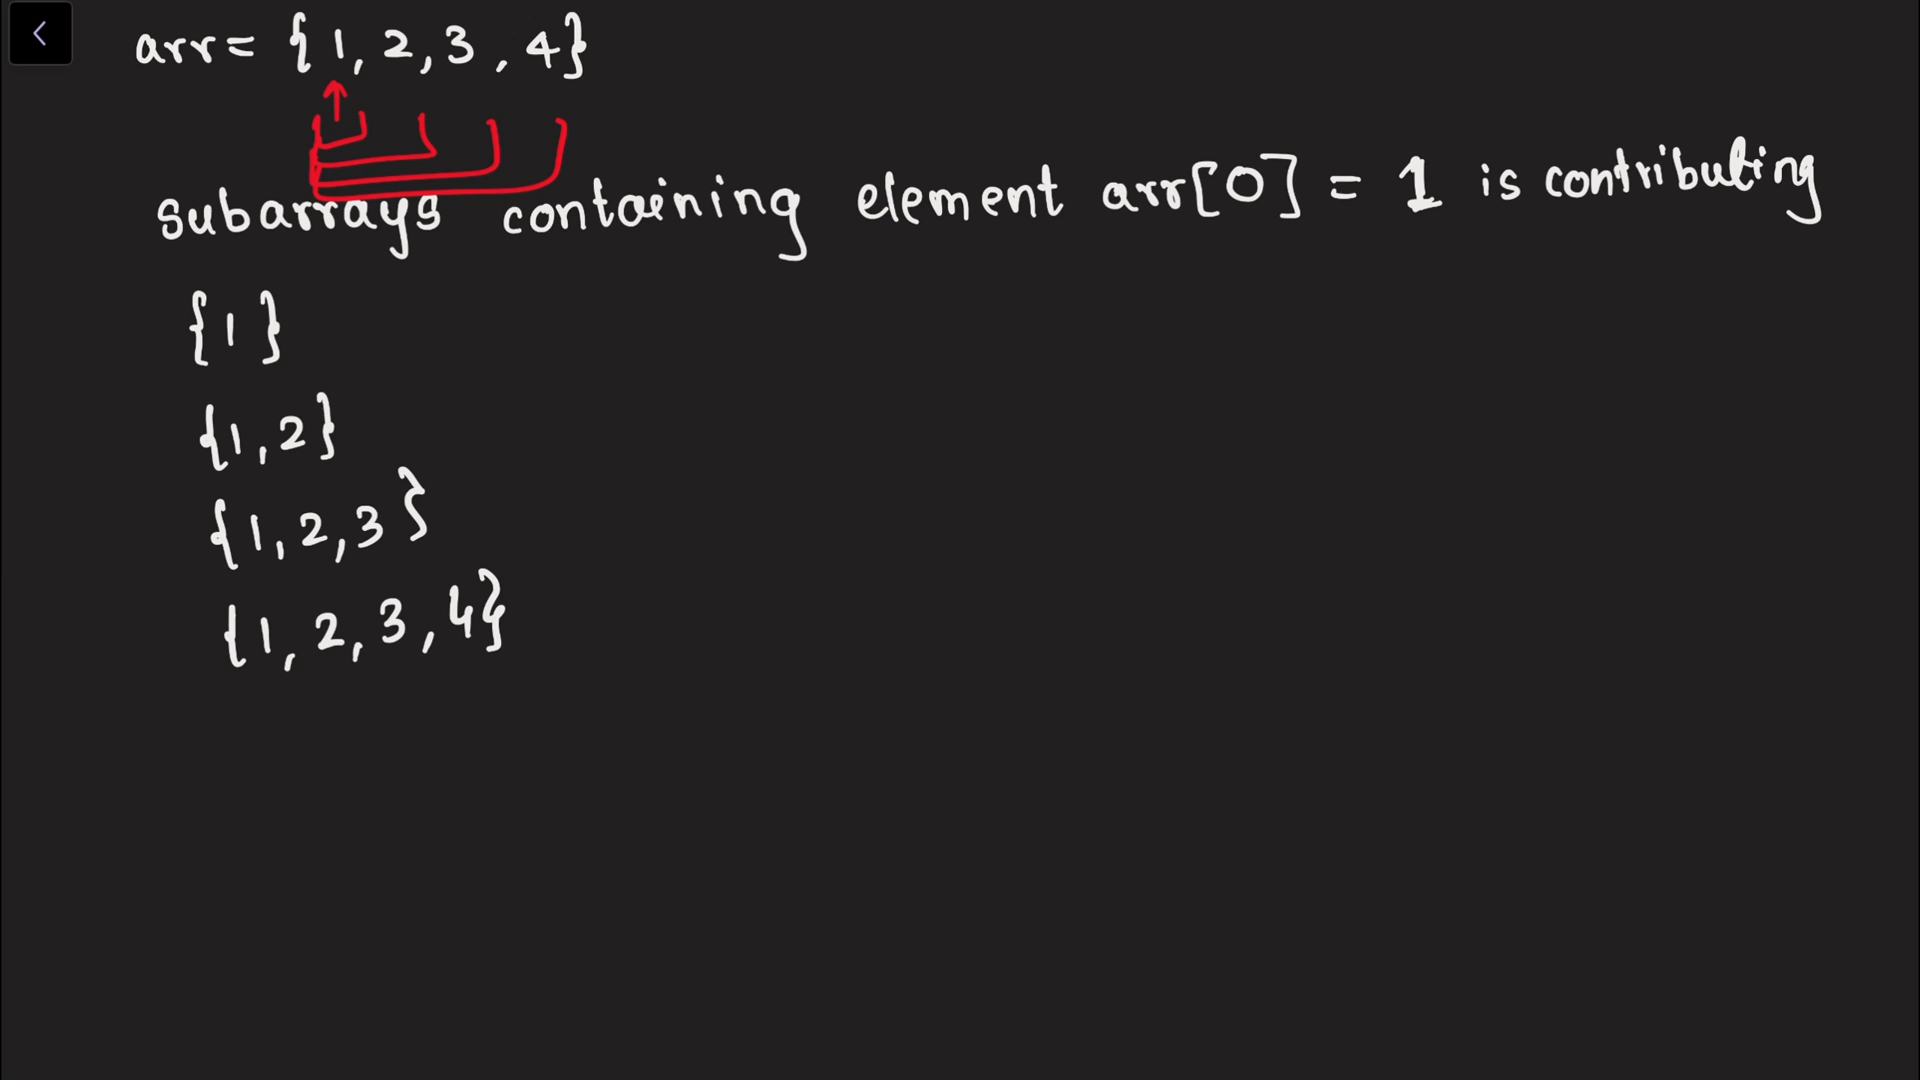 arr = {1, 2, 3, 4}
subarrays containing element arr[0] = 1 is contributing
{1}
{1, 2}
{1, 2, 3}
{1, 2, 3, 4}